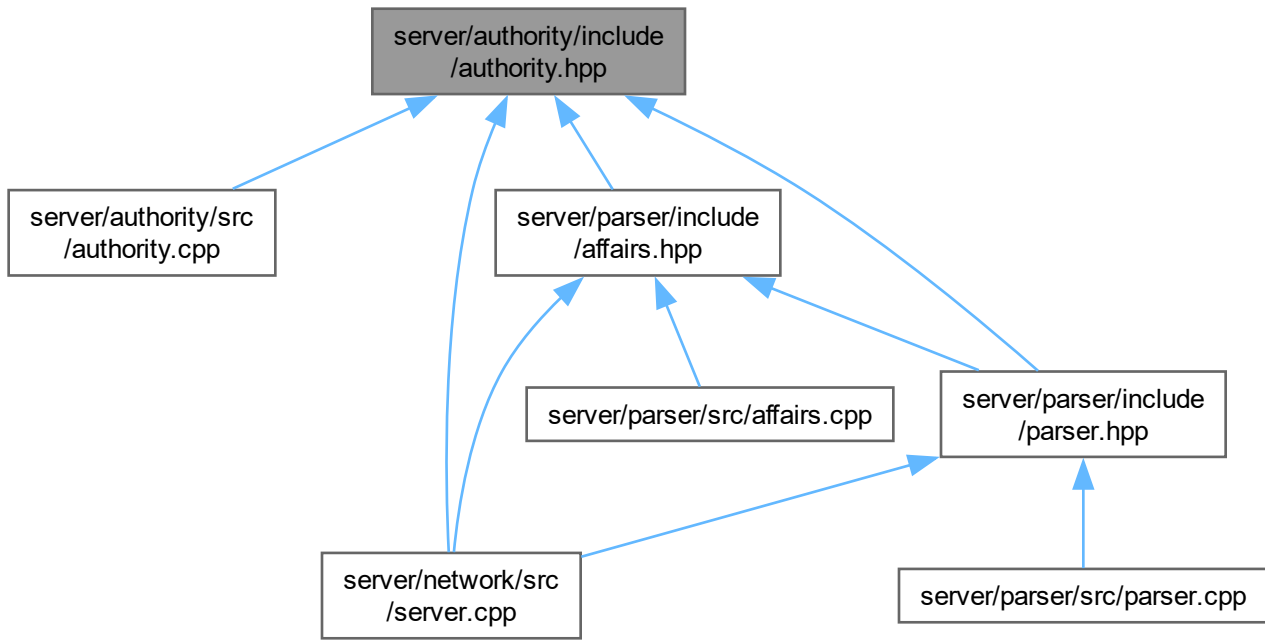 server/authority/include
/authority.hpp
server/authority/src
/authority.cpp
server/parser/include
/affairs.hpp
server/parser/src/affairs.cpp
server/parser/include
/parser.hpp
server/network/src
/server.cpp
server/parser/src/parser.cpp